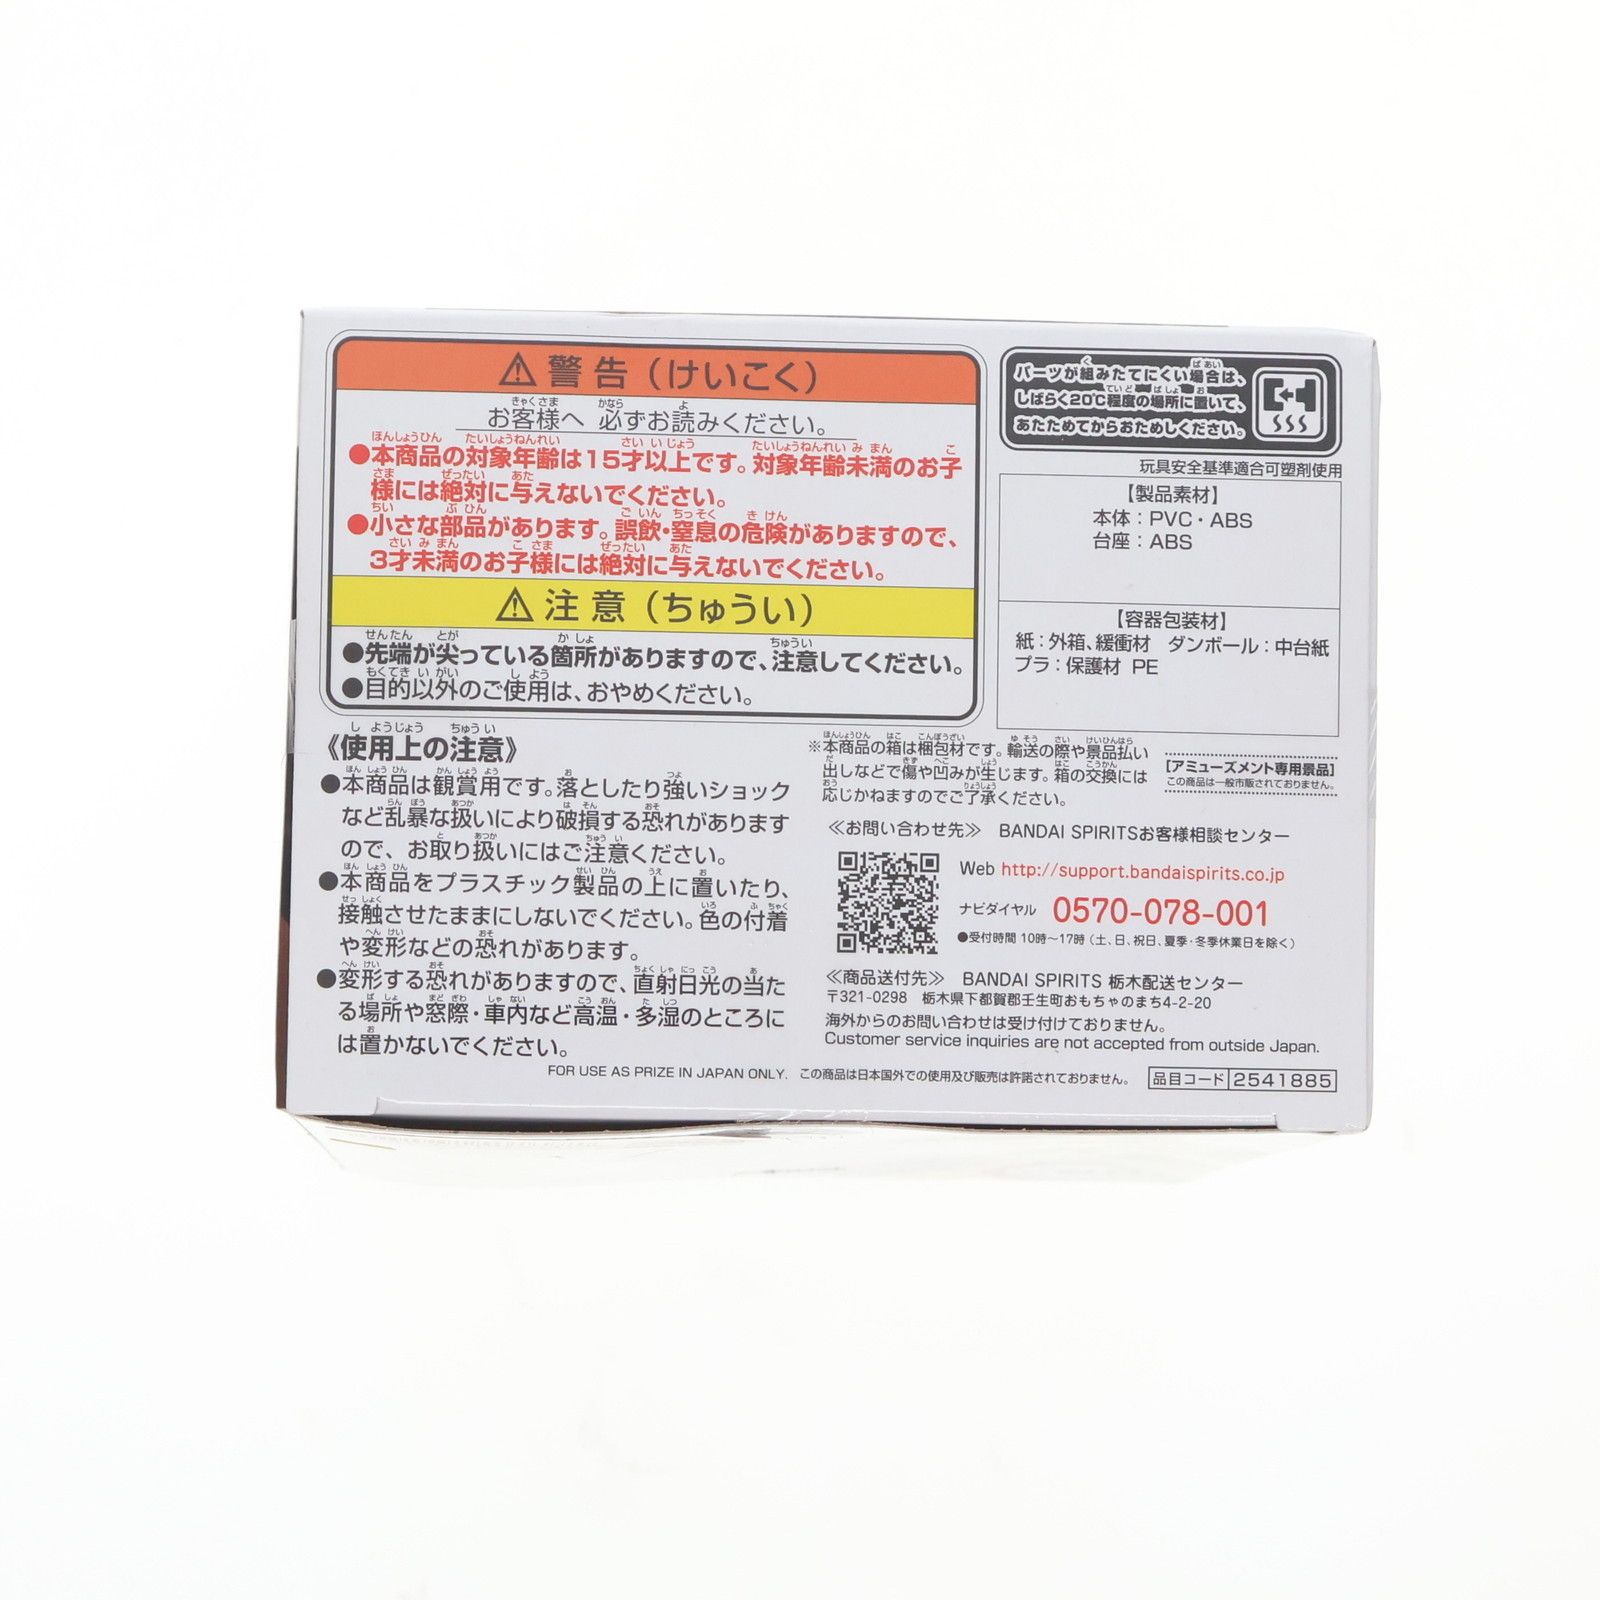 ⚠警告（けいこく）
お客様へ 必ずお読みください。
●本商品の対象年齢は15才以上です。対象年齢未満のお子
様には絶対に与えないでください。
●小さな部品があります。誤飲・窒息の危険がありますので、
3才未満のお子様には絶対に与えないでください。
⚠注意（ちゅうい）
●先端が尖っている箇所がありますので、注意してください。
●目的以外のご使用は、おやめください。
パーツが組みたてにくい場合は、
しばらく20℃程度の場所に置いて、
あたためてからおためしください。
玩具安全基準適合可塑剤使用
【製品素材】
本体：PVC・ABS
台座：ABS
【容器包装材】
紙：外箱、緩衝材 ダンボール：中台紙
プラ：保護材 PE
《使用上の注意》
●本商品は観賞用です。落としたり強いショック
など乱暴な扱いにより破損する恐れがあります
ので、お取り扱いにはご注意ください。
●本商品をプラスチック製品の上に置いたり、
接触させたままにしないでください。色の付着
や変形などの恐れがあります。
●変形する恐れがありますので、直射日光の当た
る場所や窓際・車内など高温・多湿のところに
は置かないでください。
※本商品の箱は梱包材です。輸送の際や景品払い
出しなどで傷や凹みが生じます。箱の交換には
応じかねますのでご了承ください。
[アミューズメント専用景品]
この商品は一般市販されておりません。
≪お問い合わせ先≫ BANDAI SPIRITSお客様相談センター
Web http://support.bandaispirits.co.jp
ナビダイヤル 0570-078-001
●受付時間 10時～17時（土、日、祝日、夏季・冬季休業日を除く）
≪商品送付先≫ BANDAI SPIRITS 栃木配送センター
〒321-0298 栃木県下都賀郡壬生町おもちゃのまち4-2-20
海外からのお問い合わせは受け付けておりません。
Customer service inquiries are not accepted from outside Japan.
FOR USE AS PRIZE IN JAPAN ONLY. この商品は日本国外での使用及び販売は許諾されておりません。
品目コード 2541885